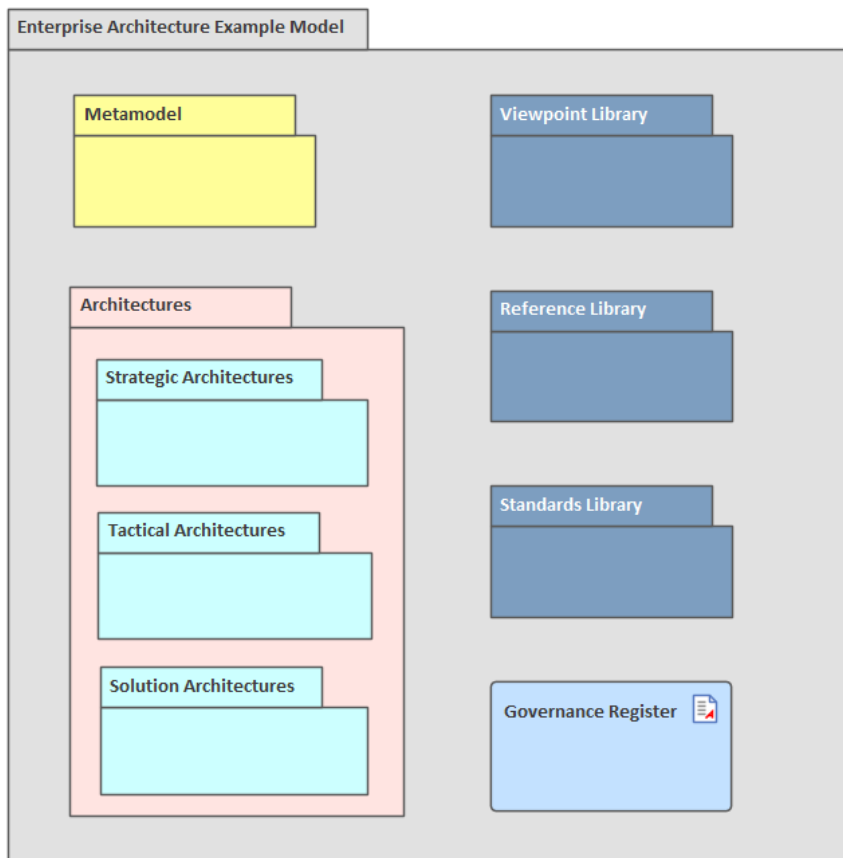 Enterprise Architecture Example Model
Metamodel
Viewpoint Library
Architectures
Reference Library
Strategic Architectures
Tactical Architectures
Standards Library
Solution Architectures
Governance Register